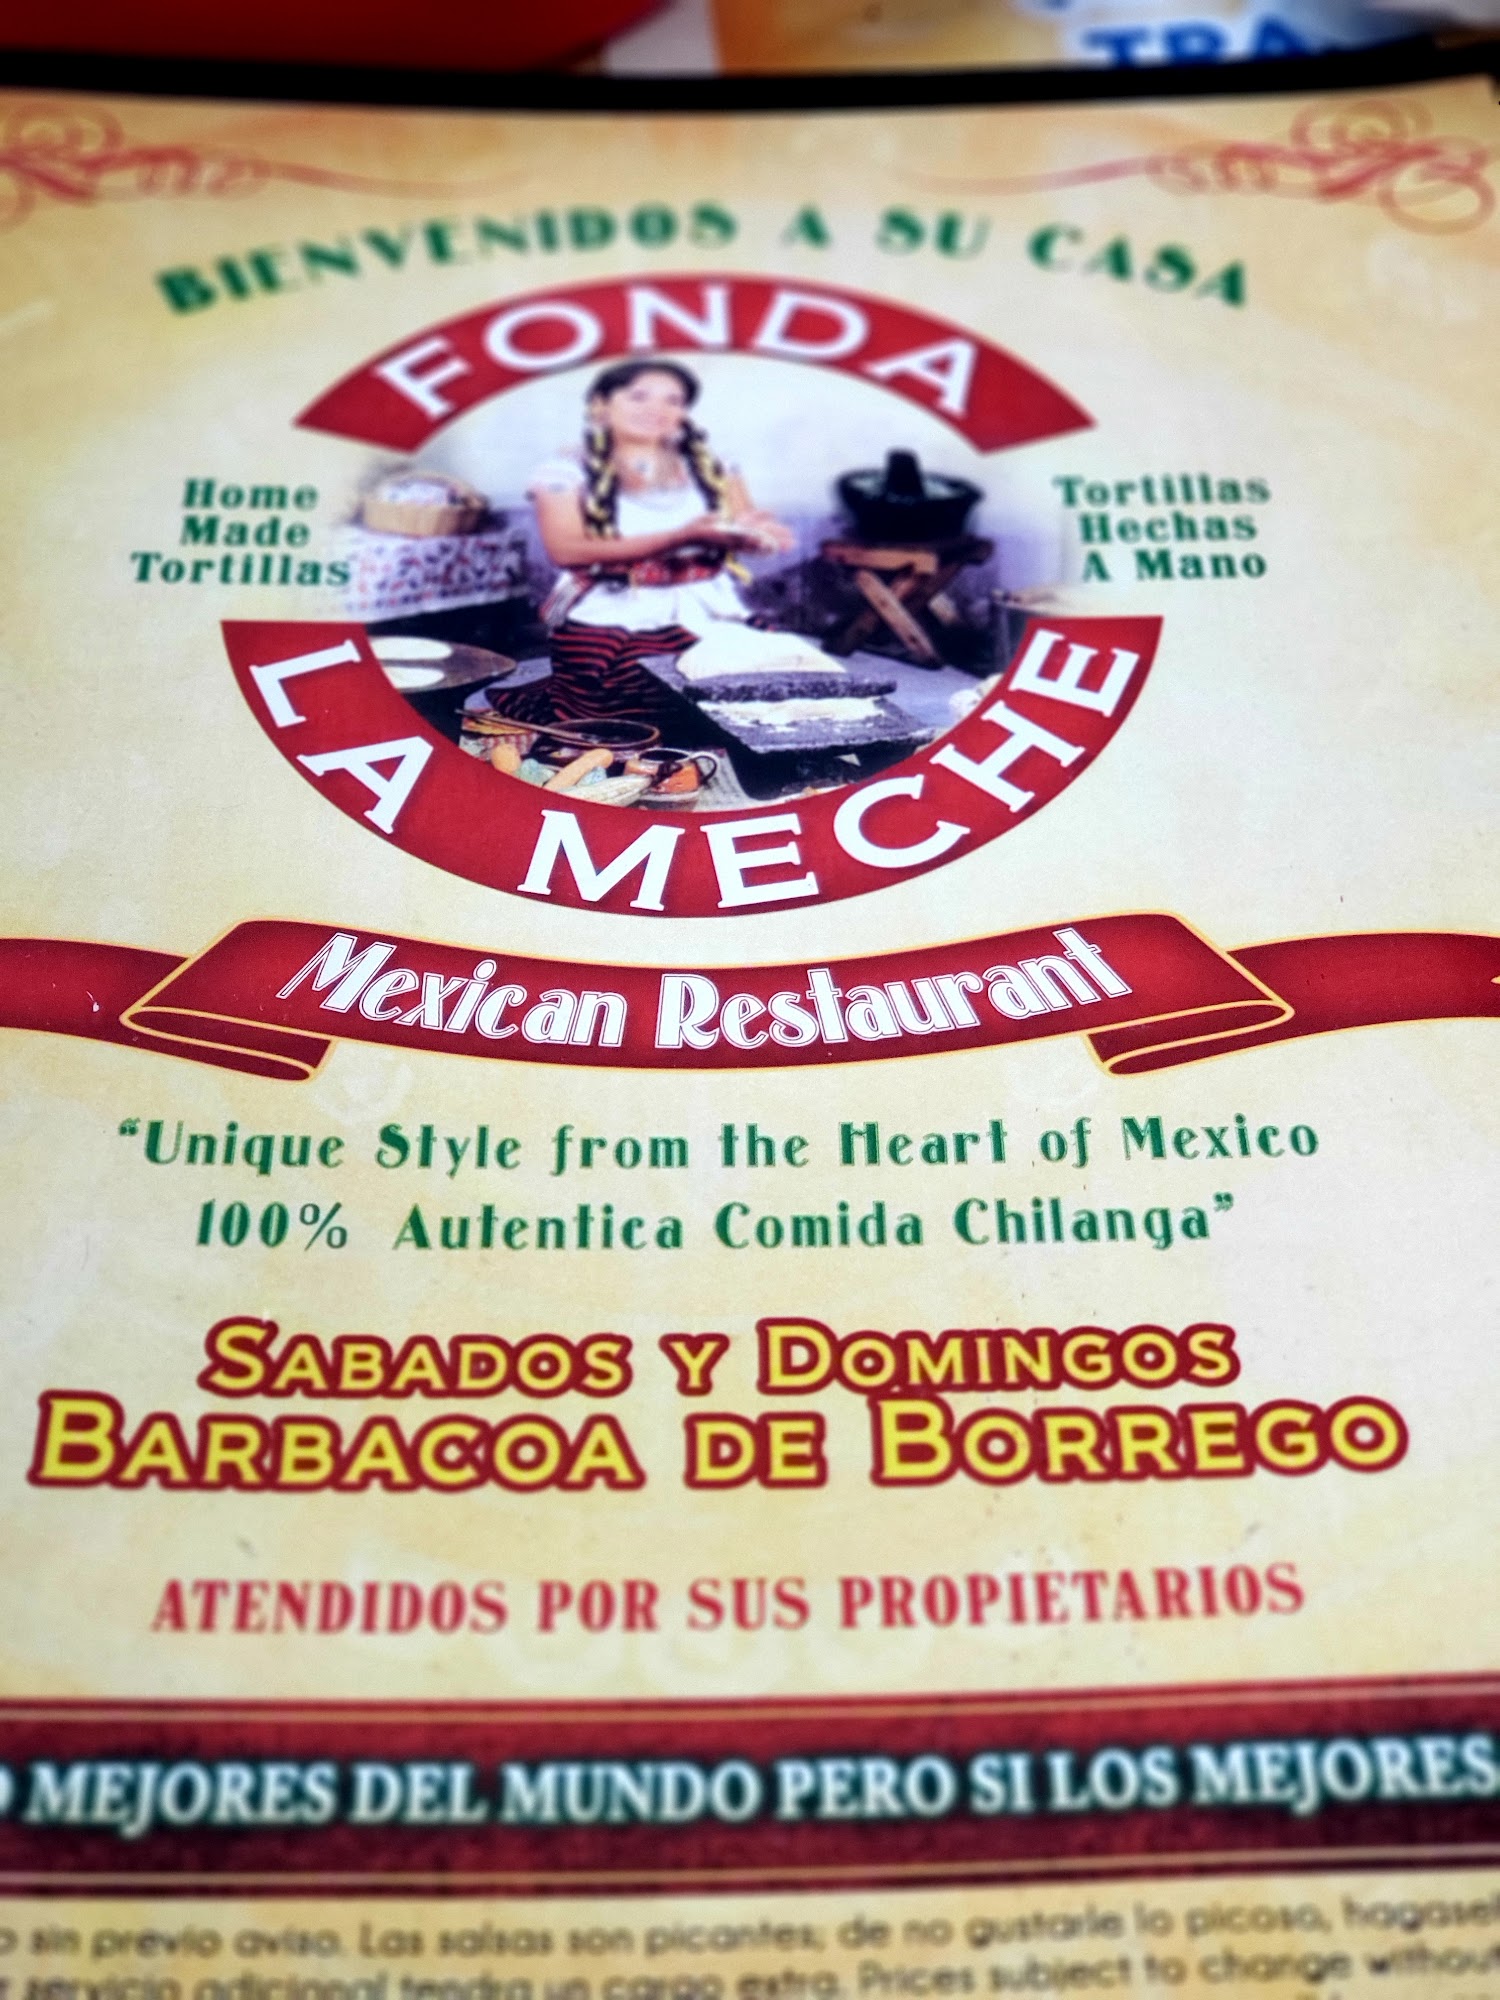 TRA
BIENVENIDOS A SU CASA
FONDA
Home
Made
Tortillas
Tortillas
Hechas
A Mano
LA MECHE
Mexican Restaurant
“Unique Style from the Heart of Mexico
100% Autentica Comida Chilanga”
SABADOS Y DOMINGOS
BARBACOA DE BORREGO
ATENDIDOS POR SUS PROPIETARIOS
MEJORES DEL MUNDO PERO SI LOS MEJORES
sin previo aviso. Las salsas son picantes; de no gustarle lo picoso, hagasel
servicio adicional tendra un cargo extra. Prices subject to change without